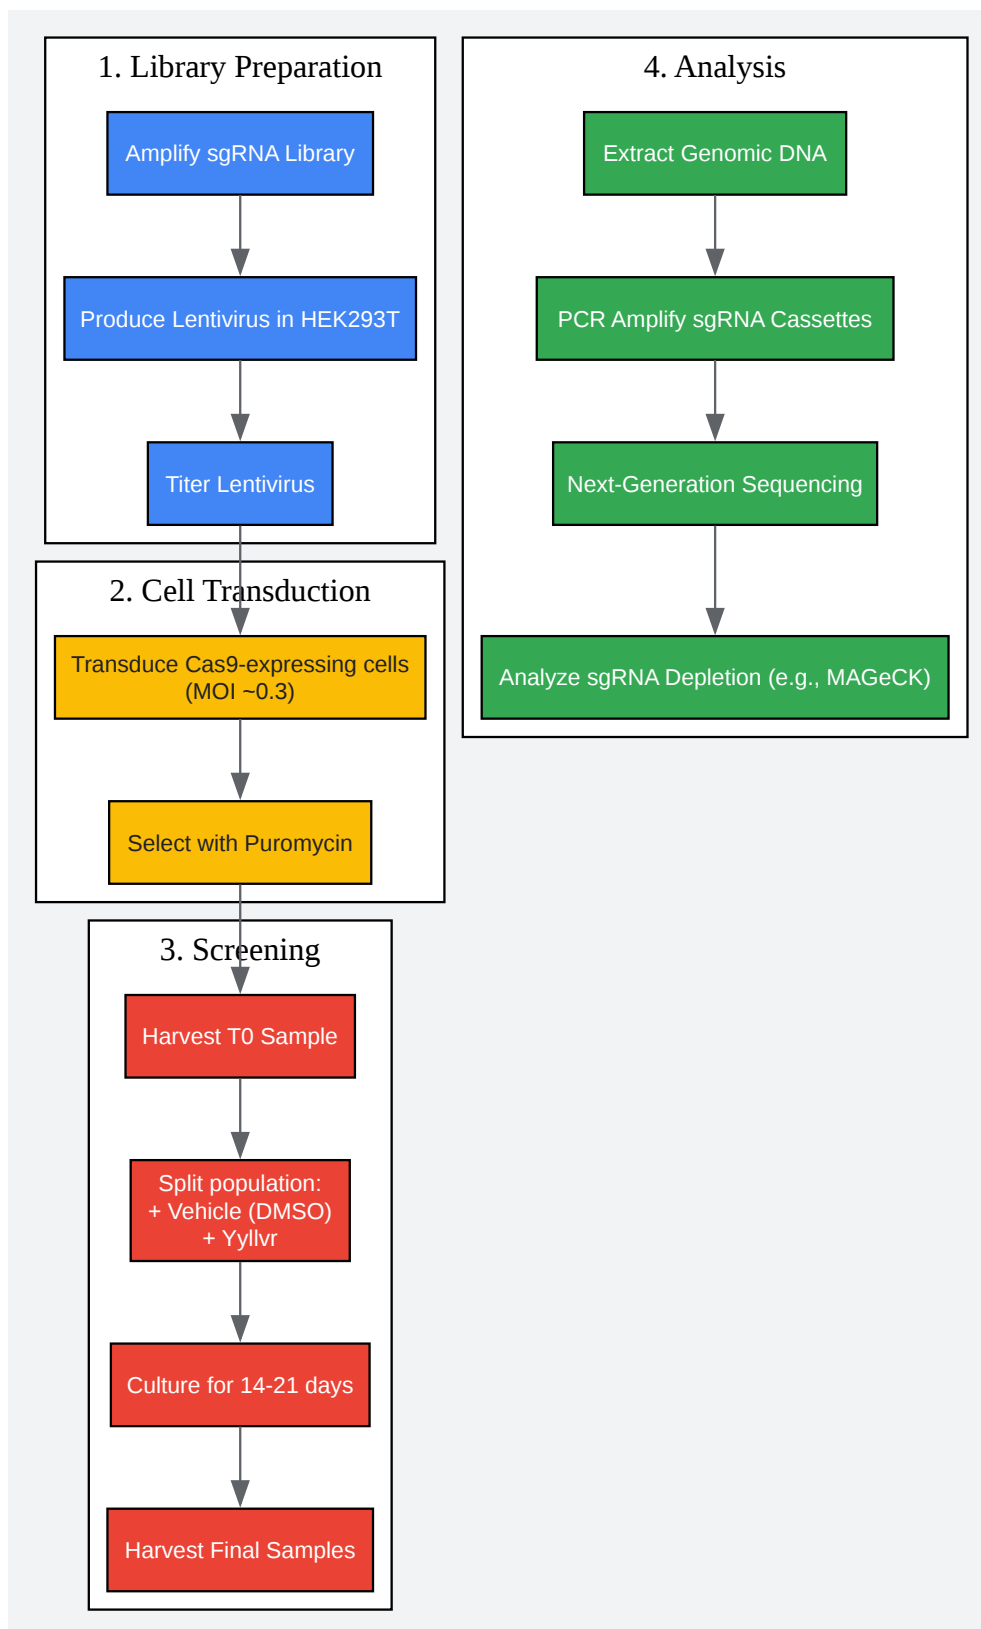 1. Library Preparation
Amplify sgRNA Library
Produce Lentivirus in HEK293T
Titer Lentivirus
2. Cell Transduction
Transduce Cas9-expressing cells
(MOI ~0.3)
Select with Puromycin
3. Screening
Harvest T0 Sample
Split population:
+ Vehicle (DMSO)
+ Yyllvr
Culture for 14-21 days
Harvest Final Samples
4. Analysis
Extract Genomic DNA
PCR Amplify sgRNA Cassettes
Next-Generation Sequencing
Analyze sgRNA Depletion (e.g., MAGeCK)